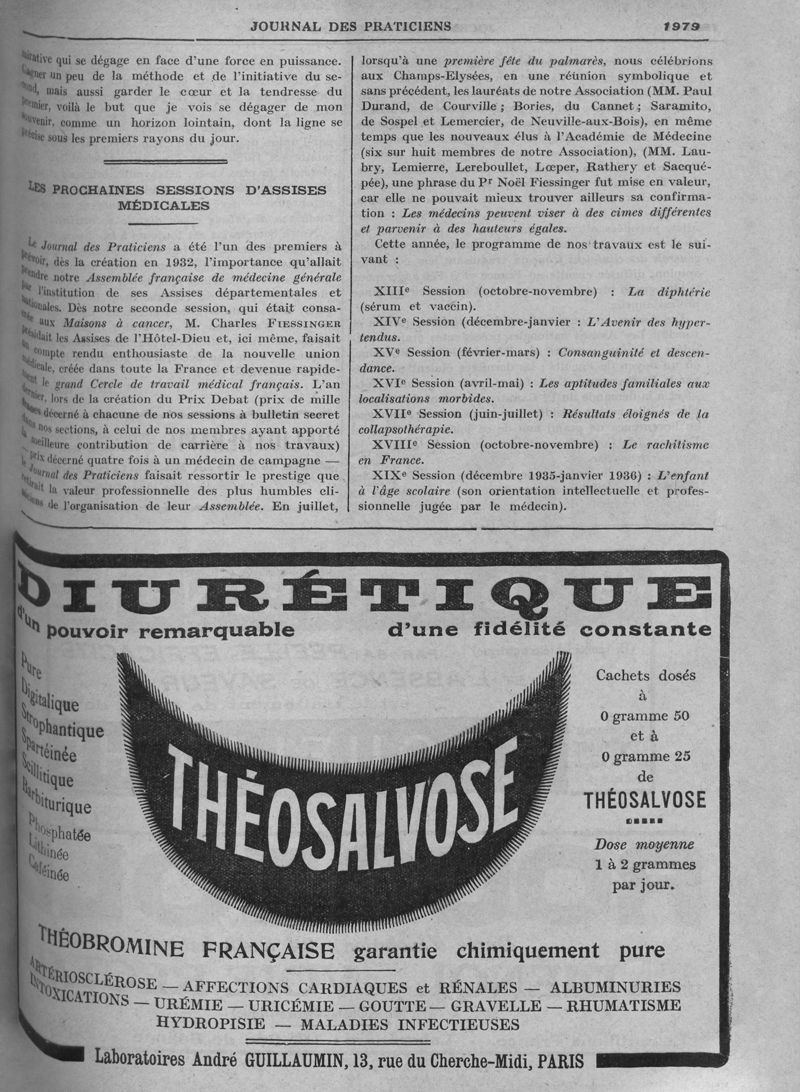 JOURNAL DES PRATICIENS 1979
qui se dégage en face d'une force en puissance.
un peu de la méthode et de l'initiative du se-
mais aussi garder le cœur et la tendresse du
voilà le but que je vois se dégager de mon
comme un horizon lointain, dont la ligne se
sous les premiers rayons du jour.
LES PROCHAINES SESSIONS D'ASSISES
MÉDICALES
Le Journal des Praticiens a été l'un des premiers à
dès la création en 1932, l'importance qu'allait
notre Assemblée française de médecine générale
l'institution de ses Assises départementales et
Dès notre seconde session, qui était consa-
aux Maisons à cancer, M. Charles FIESSINGER
les Assises de l'Hôtel-Dieu et, ici même, faisait
compte rendu enthousiaste de la nouvelle union
créée dans toute la France et devenue rapide-
le grand Cercle de travail médical français. L'an
lors de la création du Prix Debat (prix de mille
décerné à chacune de nos sessions à bulletin secret
nos sections, à celui de nos membres ayant apporté
contribution de carrière à nos travaux)
prix décerné quatre fois à un médecin de campagne —
Journal des Praticiens faisait ressortir le prestige que
la valeur professionnelle des plus humbles cli-
de l'organisation de leur Assemblée. En juillet,
lorsqu'à une première fête du palmarès, nous célébrions
aux Champs-Elysées, en une réunion symbolique et
sans précédent, les lauréats de notre Association (MM. Paul
Durand, de Courville ; Bories, du Cannet ; Saramito,
de Sospel et Lemercier, de Neuville-aux-Bois), en même
temps que les nouveaux élus à l'Académie de Médecine
(six sur huit membres de notre Association), (MM. Lau-
bry, Lemierre, Lereboullet, Lœper, Rathery et Sacqué-
pée), une phrase du Pr Noël Fiessinger fut mise en valeur,
car elle ne pouvait mieux trouver ailleurs sa confirma-
tion : Les médecins peuvent viser à des cimes différentes
et parvenir à des hauteurs égales.
Cette année, le programme de nos travaux est le sui-
vant :
XIIIe Session (octobre-novembre) : La diphtérie
(sérum et vaccin).
XIVe Session (décembre-janvier : L'Avenir des hyper-
tendus.
XVe Session (février-mars) : Consanguinité et descen-
dance.
XVIe Session (avril-mai) : Les aptitudes familiales aux
localisations morbides.
XVIIe Session (juin-juillet) : Résultats éloignés de la
collapsothérapie.
XVIIIe Session (octobre-novembre) : Le rachitisme
en France.
XIXe Session (décembre 1935-janvier 1936) : L'enfant
à l'âge scolaire (son orientation intellectuelle et profes-
sionnelle jugée par le médecin).
DIURÉTIQUE
d'un pouvoir remarquable d'une fidélité constante
Pure
Digitalique
Strophantique
Spartéinée
Scillitique
Barbiturique
Phosphatée
Lithinée
Caféinée
THÉOSALVOSE
Cachets dosés
à
0 gramme 50
et à
0 gramme 25
de
THÉOSALVOSE
Dose moyenne
1 à 2 grammes
par jour.
THÉOBROMINE FRANÇAISE garantie chimiquement pure
ARTÉRIOSCLÉROSE — AFFECTIONS CARDIAQUES et RÉNALES — ALBUMINURIES
INTOXICATIONS — URÉMIE — URICÉMIE — GOUTTE — GRAVELLE — RHUMATISME
HYDROPISIE — MALADIES INFECTIEUSES
Laboratoires André GUILLAUMIN, 13, rue du Cherche-Midi, PARIS